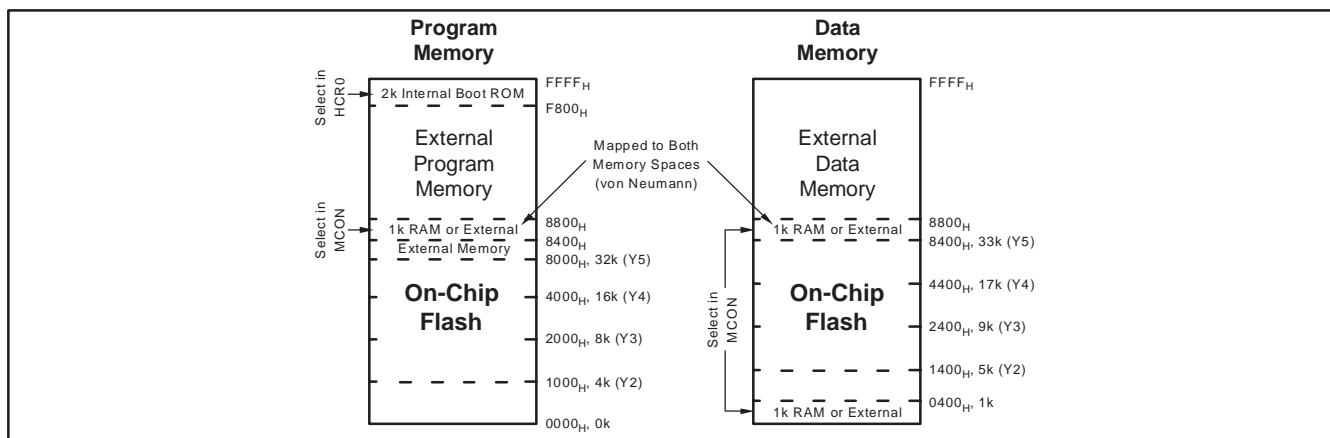 Program
Memory
Select in
HCR0
2k Internal Boot ROM
FFFFH
F800H
External
Program
Memory
Mapped to Both
Memory Spaces
(von Neumann)
Select in
MCON
1k RAM or External
External Memory
8800H
8400H
8000H, 32k (Y5)
On-Chip
Flash
4000H, 16k (Y4)
2000H, 8k (Y3)
1000H, 4k (Y2)
0000H, 0k
Data
Memory
FFFFH
External
Data
Memory
8800H
1k RAM or External
8400H, 33k (Y5)
Select in
MCON
On-Chip
Flash
4400H, 17k (Y4)
2400H, 9k (Y3)
1400H, 5k (Y2)
0400H, 1k
1k RAM or External